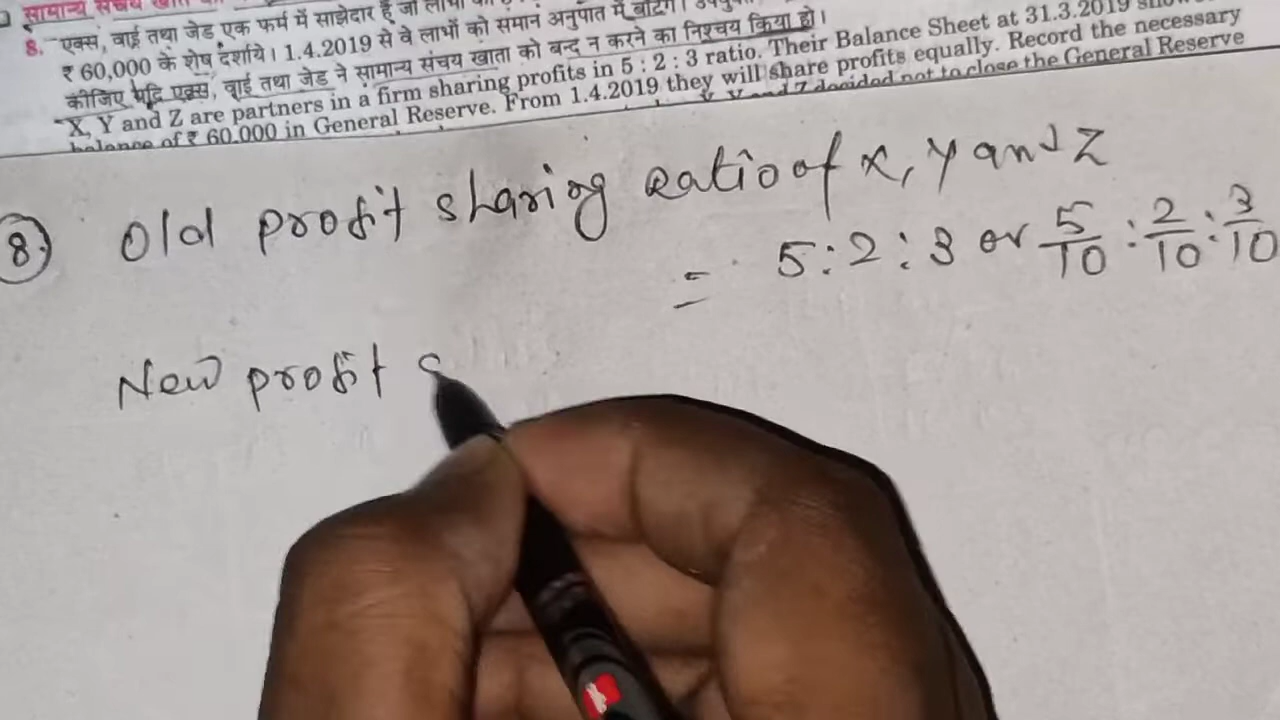 सामान्य संचय
8. एक्स, वाई तथा जेड एक फर्म में साझेदार हैं जो लाभों को
₹ 60,000 के शेष दर्शाये। 1.4.2019 से वे लाभों को समान अनुपात में बाँटेंगे।
कीजिए यदि एक्स, वाई तथा जेड ने सामान्य संचय खाता को बन्द न करने का निश्चय किया हो।
X, Y and Z are partners in a firm sharing profits in 5 : 2 : 3 ratio. Their Balance Sheet at 31.3.2019
balance of ₹ 60,000 in General Reserve. From 1.4.2019 they will share profits equally. Record the necessary
X, Y and Z decided not to close the General Reserve
8. Old profit sharing Ratio of X, Y and Z
= 5:2:3 or 5/10 : 2/10 : 3/10
New profit s